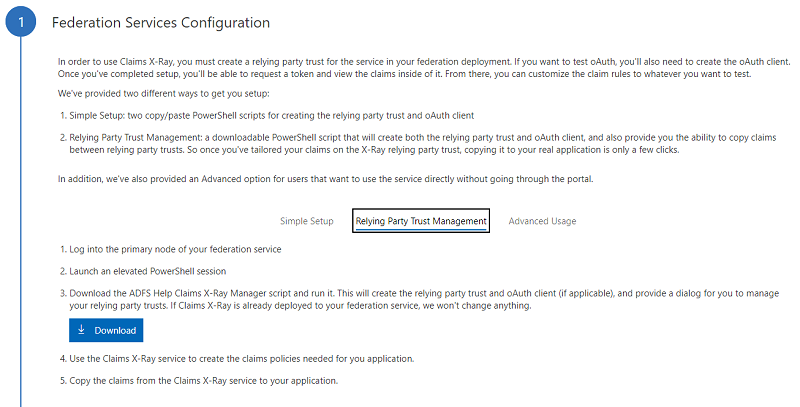 1
Federation Services Configuration
In order to use Claims X-Ray, you must create a relying party trust for the service in your federation deployment. If you want to test oAuth, you'll also need to create the oAuth client.
Once you've completed setup, you'll be able to request a token and view the claims inside of it. From there, you can customize the claim rules to whatever you want to test.
We've provided two different ways to get you setup:
1. Simple Setup: two copy/paste PowerShell scripts for creating the relying party trust and oAuth client
2. Relying Party Trust Management: a downloadable PowerShell script that will create both the relying party trust and oAuth client, and also provide you the ability to copy claims
between relying party trusts. So once you've tailored your claims on the X-Ray relying party trust, copying it to your real application is only a few clicks.
In addition, we've also provided an Advanced option for users that want to use the service directly without going through the portal.
Simple Setup Relying Party Trust Management Advanced Usage
1. Log into the primary node of your federation service
2. Launch an elevated PowerShell session
3. Download the ADFS Help Claims X-Ray Manager script and run it. This will create the relying party trust and oAuth client (if applicable), and provide a dialog for you to manage
your relying party trusts. If Claims X-Ray is already deployed to your federation service, we won't change anything.
Download
4. Use the Claims X-Ray service to create the claims policies needed for you application.
5. Copy the claims from the Claims X-Ray service to your application.